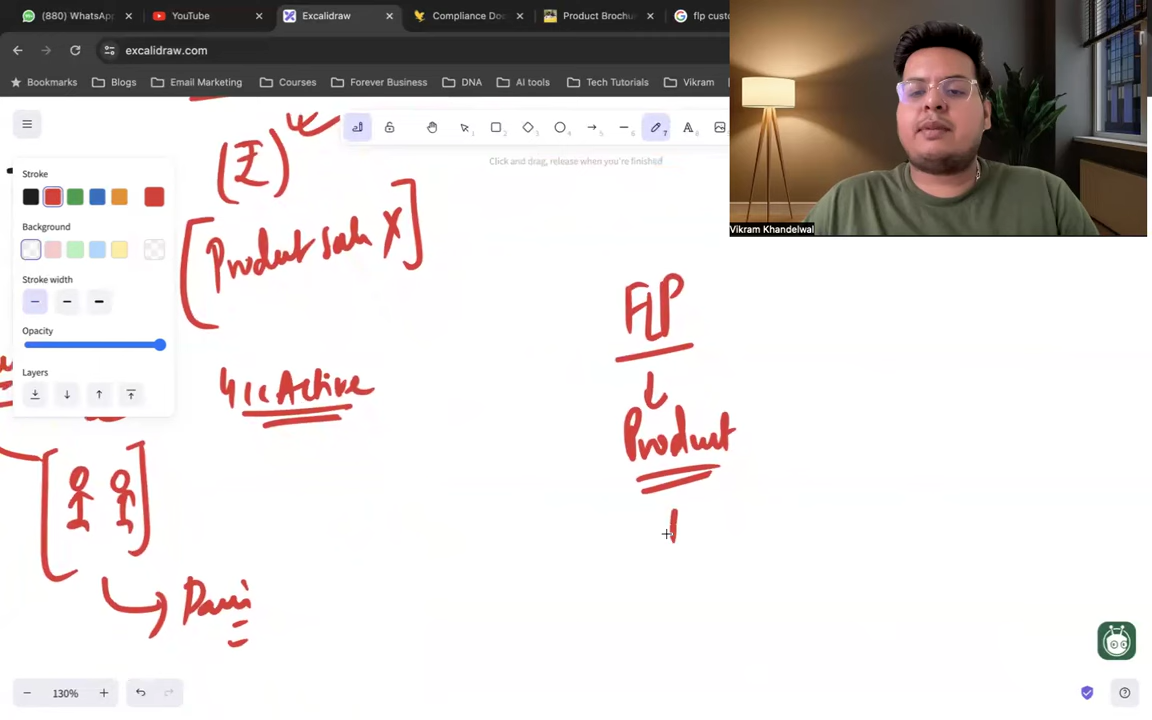 (880) WhatsApp
YouTube
Excalidraw
Compliance Doc
Product Brochu
flp custo
excalidraw.com
Bookmarks
Blogs
Email Marketing
Courses
Forever Business
DNA
AI tools
Tech Tutorials
Vikram
Click and drag, release when you're finished
Vikram Khandelwal
Stroke
Background
Stroke width
Opacity
Layers
(₹)
[Product sale X]
4cc Active
FLP
Product
130%